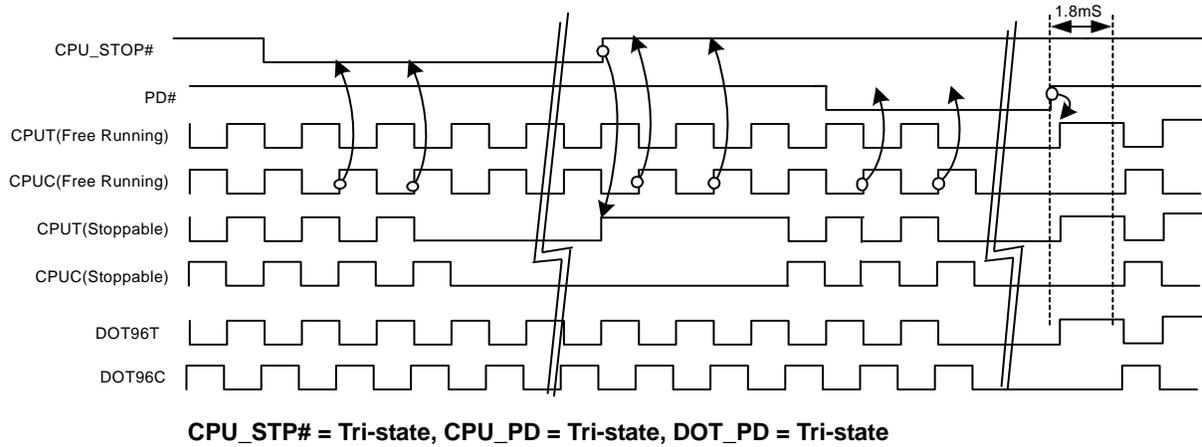 1.8mS
CPU_STOP#
PD#
CPUT(Free Running)
CPUC(Free Running)
CPUT(Stoppable)
CPUC(Stoppable)
DOT96T
DOT96C
CPU_STP# = Tri-state, CPU_PD = Tri-state, DOT_PD = Tri-state